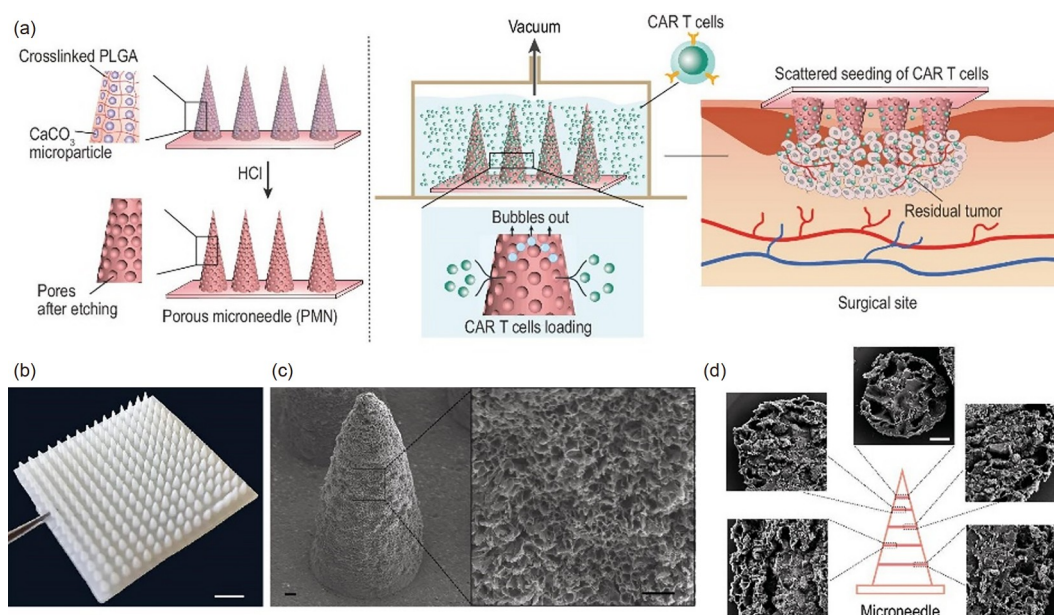 (a)
Crosslinked PLGA
CaCO3
microparticle
HCl
Pores
after etching
Porous microneedle (PMN)
Vacuum
CAR T cells
Bubbles out
CAR T cells loading
Scattered seeding of CAR T cells
Residual tumor
Surgical site
(b)
(c)
(d)
Microneedle